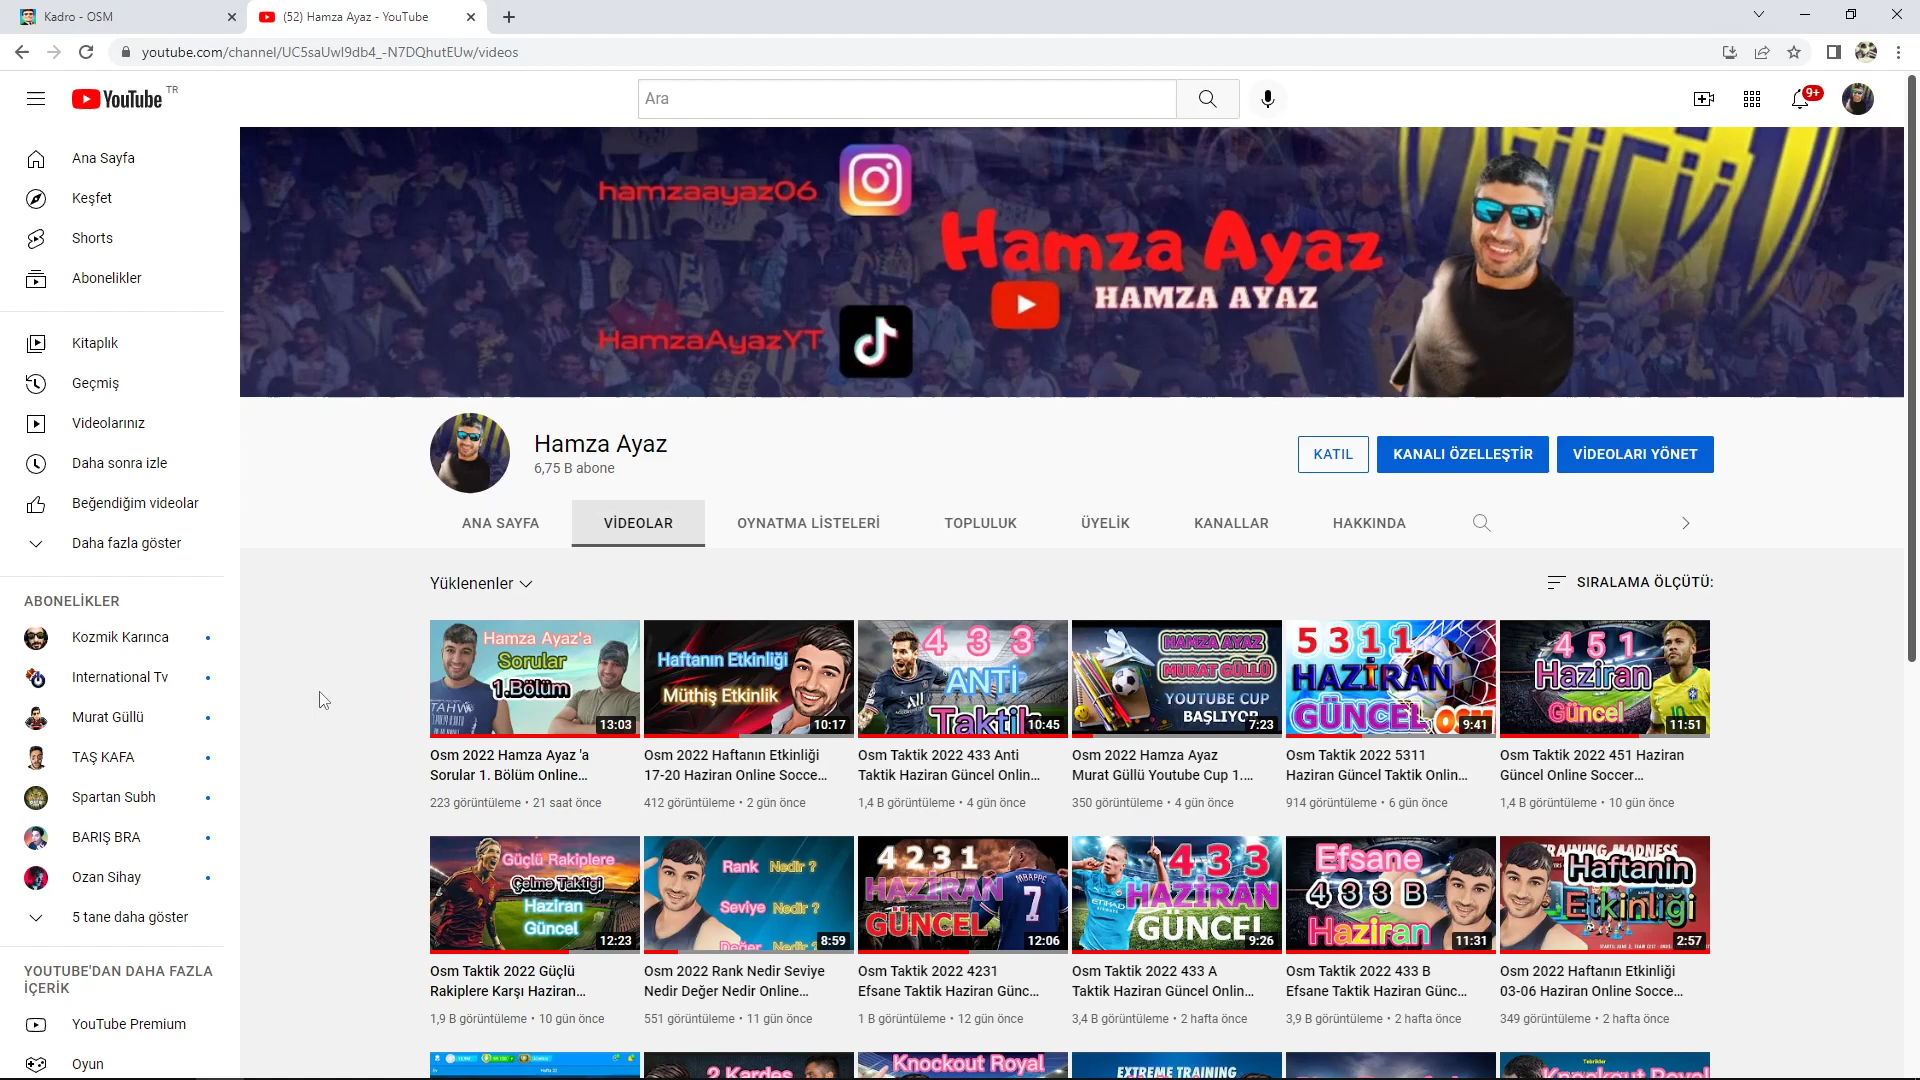 Kadro - OSM
(52) Hamza Ayaz - YouTube
youtube.com/channel/UC5saUwI9db4_-N7DQhutEUw/videos
YouTube TR
Ara
9+
Ana Sayfa
Keşfet
Shorts
Abonelikler
Kitaplık
Geçmiş
Videolarınız
Daha sonra izle
Beğendiğim videolar
Daha fazla göster
ABONELİKLER
Kozmik Karınca
International Tv
Murat Güllü
TAŞ KAFA
Spartan Subh
BARIŞ BRA
Ozan Sihay
5 tane daha göster
YOUTUBE'DAN DAHA FAZLA
İÇERİK
YouTube Premium
Oyun
hamzaayaz06
Hamza Ayaz
HAMZA AYAZ
HamzaAyazYT
Hamza Ayaz
6,75 B abone
KATIL
KANALI ÖZELLEŞTİR
VİDEOLARI YÖNET
ANA SAYFA
VİDEOLAR
OYNATMA LİSTELERİ
TOPLULUK
ÜYELİK
KANALLAR
HAKKINDA
Yüklenenler
SIRALAMA ÖLÇÜTÜ:
Hamza Ayaz'a
Sorular
1.Bölüm
13:03
Osm 2022 Hamza Ayaz 'a
Sorular 1. Bölüm Online...
223 görüntüleme • 21 saat önce
Haftanın Etkinliği
Müthiş Etkinlik
10:17
Osm 2022 Haftanın Etkinliği
17-20 Haziran Online Socce...
412 görüntüleme • 2 gün önce
4 3 3
ANTİ
Taktik
10:45
Osm Taktik 2022 433 Anti
Taktik Haziran Güncel Onlin...
1,4 B görüntüleme • 4 gün önce
HAMZA AYAZ
MURAT GÜLLÜ
YOUTUBE CUP
BAŞLIYOR
7:23
Osm 2022 Hamza Ayaz
Murat Güllü Youtube Cup 1....
350 görüntüleme • 4 gün önce
5 3 1 1
HAZİRAN
GÜNCEL
9:41
Osm Taktik 2022 5311
Haziran Güncel Taktik Onlin...
914 görüntüleme • 6 gün önce
4 5 1
Haziran
Güncel
11:51
Osm Taktik 2022 451 Haziran
Güncel Online Soccer...
1,4 B görüntüleme • 10 gün önce
Güçlü Rakiplere
Çelme Taktigi
Haziran
Güncel
12:23
Osm Taktik 2022 Güçlü
Rakiplere Karşı Haziran...
1,9 B görüntüleme • 10 gün önce
Rank Nedir ?
Seviye Nedir ?
Değer Nedir ?
8:59
Osm 2022 Rank Nedir Seviye
Nedir Değer Nedir Online...
551 görüntüleme • 11 gün önce
4 2 3 1
HAZİRAN
GÜNCEL
MBAPPE
7
12:06
Osm Taktik 2022 4231
Efsane Taktik Haziran Günc...
1 B görüntüleme • 12 gün önce
4 3 3
HAZİRAN
GÜNCEL
9:26
Osm Taktik 2022 433 A
Taktik Haziran Güncel Onlin...
3,4 B görüntüleme • 2 hafta önce
Efsane
4 3 3 B
Haziran
11:31
Osm Taktik 2022 433 B
Efsane Taktik Haziran Günc...
3,9 B görüntüleme • 2 hafta önce
TRAINING MADNESS
Haftanin
Etkinliği
2:57
Osm 2022 Haftanın Etkinliği
03-06 Haziran Online Socce...
349 görüntüleme • 2 hafta önce
2 Kardeş
Knockout Royal
EXTREME TRAINING
Tebrikler
Knockout Royal